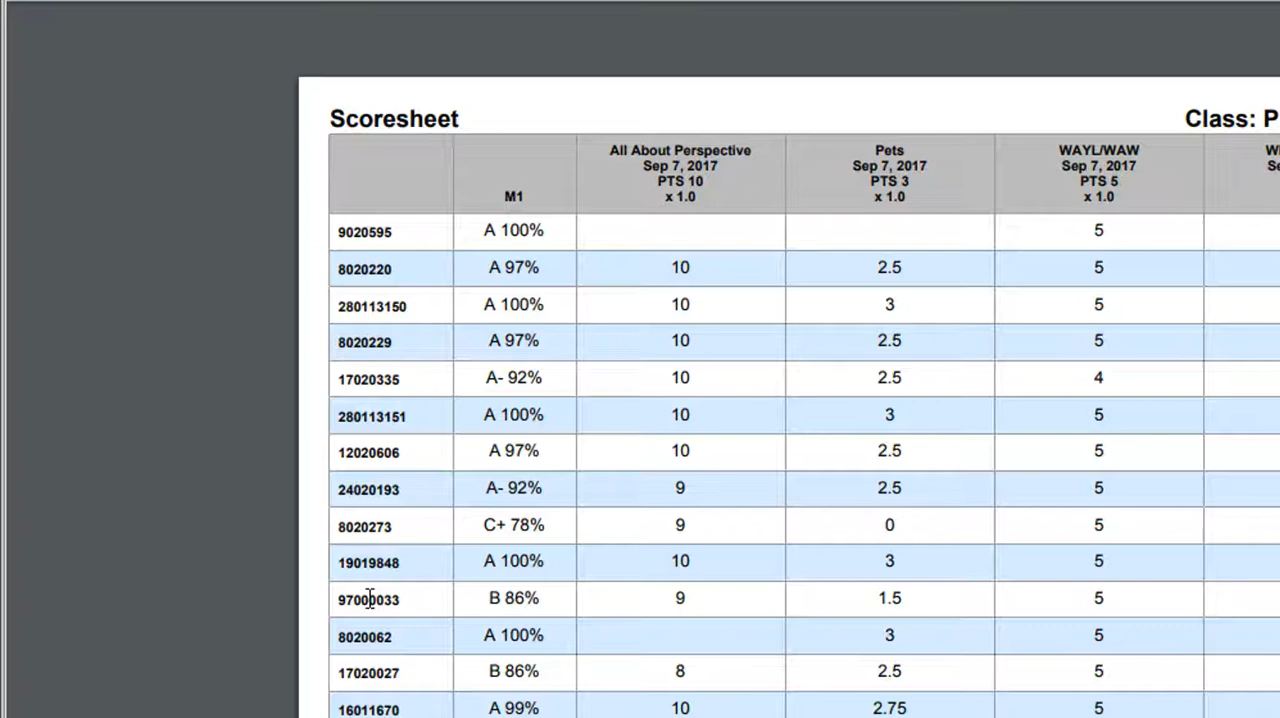 Scoresheet Class: P
All About Perspective Pets WAYL/WAW
Sep 7, 2017 Sep 7, 2017 Sep 7, 2017
PTS 10 PTS 3 PTS 5
M1 x 1.0 x 1.0 x 1.0
9020595 A 100% 5
8020220 A 97% 10 2.5 5
280113150 A 100% 10 3 5
8020229 A 97% 10 2.5 5
17020335 A- 92% 10 2.5 4
280113151 A 100% 10 3 5
12020606 A 97% 10 2.5 5
24020193 A- 92% 9 2.5 5
8020273 C+ 78% 9 0 5
19019848 A 100% 10 3 5
97000033 B 86% 9 1.5 5
8020062 A 100% 3 5
17020027 B 86% 8 2.5 5
16011670 A 99% 10 2.75 5